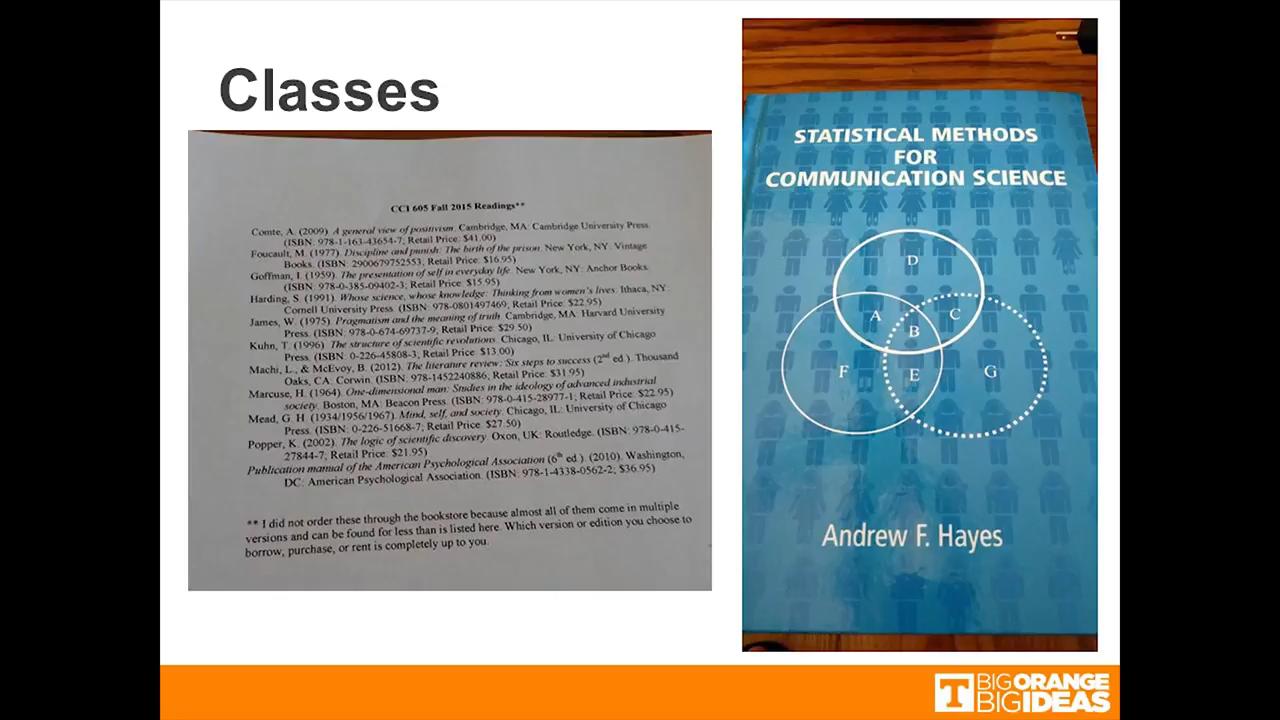 Classes
CCI 605 Fall 2015 Readings**
Comte, A. (2009) A general view of positivism. Cambridge, MA: Cambridge University Press.
(ISBN: 978-1-163-43654-7; Retail Price: $41.00)
Foucault, M. (1977) Discipline and punish: The birth of the prison. New York, NY: Vintage
Books. (ISBN: 2900679752553; Retail Price: $16.95)
Goffman, I. (1959) The presentation of self in everyday life. New York, NY: Anchor Books.
(ISBN: 978-0-385-09402-3; Retail Price: $15.95)
Harding, S. (1991) Whose science, whose knowledge: Thinking from women's lives. Ithaca, NY:
Cornell University Press. (ISBN: 978-0801497469, Retail Price: $22.95)
James, W. (1975) Pragmatism and the meaning of truth. Cambridge, MA: Harvard University
Press. (ISBN: 978-0-674-69737-9, Retail Price: $29.50)
Kuhn, T. (1996) The structure of scientific revolutions. Chicago, IL: University of Chicago
Press. (ISBN: 0-226-45808-3, Retail Price: $13.00)
Machi, L., & McEvoy, B. (2012). The literature review: Six steps to success (2nd ed.). Thousand
Oaks, CA: Corwin. (ISBN: 978-1452240886, Retail Price: $31.95)
Marcuse, H. (1964). One-dimensional man: Studies in the ideology of advanced industrial
society. Boston, MA: Beacon Press. (ISBN: 978-0-415-28977-1; Retail Price: $22.95)
Mead, G. H. (1934/1956/1967). Mind, self, and society. Chicago, IL: University of Chicago
Press. (ISBN: 0-226-51668-7; Retail Price: $27.50)
Popper, K. (2002). The logic of scientific discovery. Oxon, UK: Routledge. (ISBN: 978-0-415-
27844-7; Retail Price: $21.95)
Publication manual of the American Psychological Association (6th ed.). (2010). Washington,
DC: American Psychological Association. (ISBN: 978-1-4338-0562-2; $36.95)
** I did not order these through the bookstore because almost all of them come in multiple
versions and can be found for less than is listed here. Which version or edition you choose to
borrow, purchase, or rent is completely up to you.
STATISTICAL METHODS
FOR
COMMUNICATION SCIENCE
D
A
C
B
F
E
G
Andrew F. Hayes
T
BIG ORANGE
BIG IDEAS